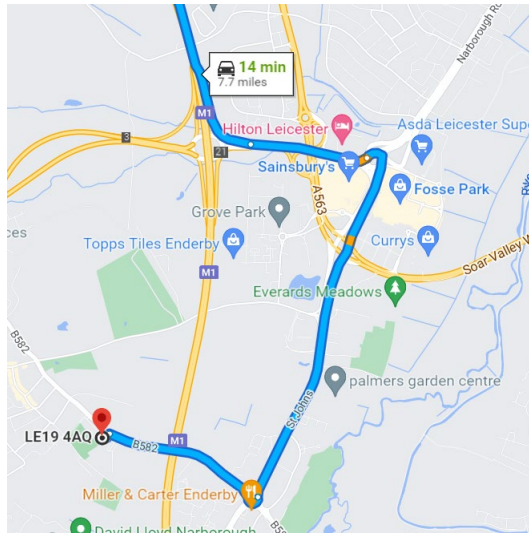 Narborough Ro
14 min
7.7 miles
M1
Hilton Leicester
Asda Leicester Supe
3
21
Sainsbury's
Fosse Park
A563
Grove Park
Topps Tiles Enderby
Currys
Soar Valley W
M1
Everards Meadows
B582
palmers garden centre
St Johns
LE19 4AQ
B582
M1
Miller & Carter Enderby
David Lloyd Narborough
B58